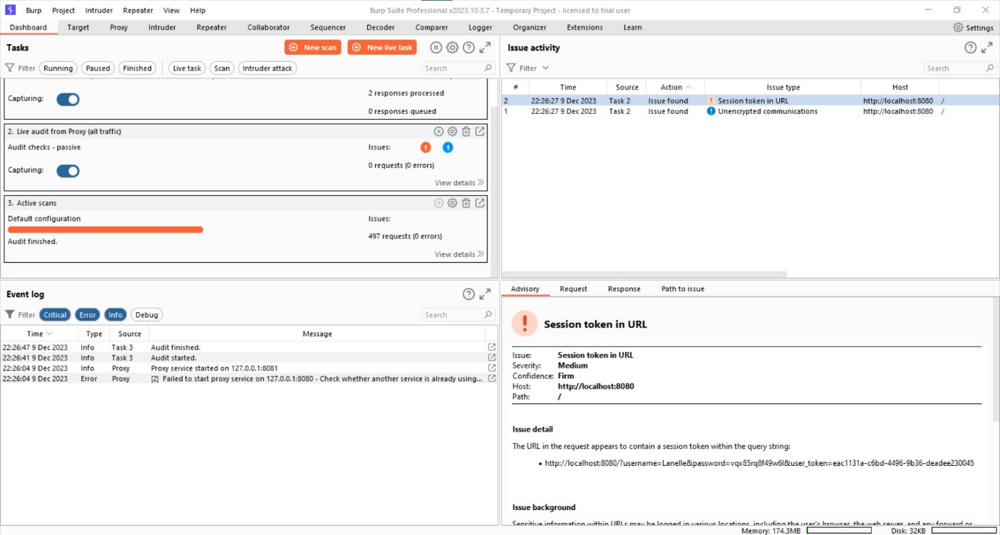 Burp Project Intruder Repeater View Help Burp Suite Professional v2023.10.3.7 - Temporary Project - licensed to trial user
Dashboard Target Proxy Intruder Repeater Collaborator Sequencer Decoder Comparer Logger Organizer Extensions Learn Settings
Tasks New scan New live task
Filter Running Paused Finished Live task Scan Intruder attack Search
Capturing: 2 responses processed
0 responses queued
2. Live audit from Proxy (all traffic)
Audit checks - passive Issues: 1 1
Capturing: 0 requests (0 errors)
View details
3. Active scans
Default configuration Issues:
497 requests (0 errors)
Audit finished.
View details
Issue activity
Filter Search
# Time Source Action Issue type Host
2 22:26:27 9 Dec 2023 Task 2 Issue found Session token in URL http://localhost:8080 /
1 22:26:27 9 Dec 2023 Task 2 Issue found Unencrypted communications http://localhost:8080 /
Event log
Filter Critical Error Info Debug Search
Time Type Source Message
22:26:47 9 Dec 2023 Info Task 3 Audit finished.
22:26:41 9 Dec 2023 Info Task 3 Audit started.
22:26:04 9 Dec 2023 Info Proxy Proxy service started on 127.0.0.1:8081
22:26:04 9 Dec 2023 Error Proxy [2] Failed to start proxy service on 127.0.0.1:8080 - Check whether another service is already using...
Advisory Request Response Path to issue
Session token in URL
Issue: Session token in URL
Severity: Medium
Confidence: Firm
Host: http://localhost:8080
Path: /
Issue detail
The URL in the request appears to contain a session token within the query string:
• http://localhost:8080/?username=Lanelle&password=vqx85rq8f49w6l&user_token=eac1131a-c6bd-4496-9b36-deadee230045
Issue background
Sensitive information within URLs may be logged in various locations, including the user's browser, the web server, and any forward or
Memory: 174.3MB Disk: 32KB